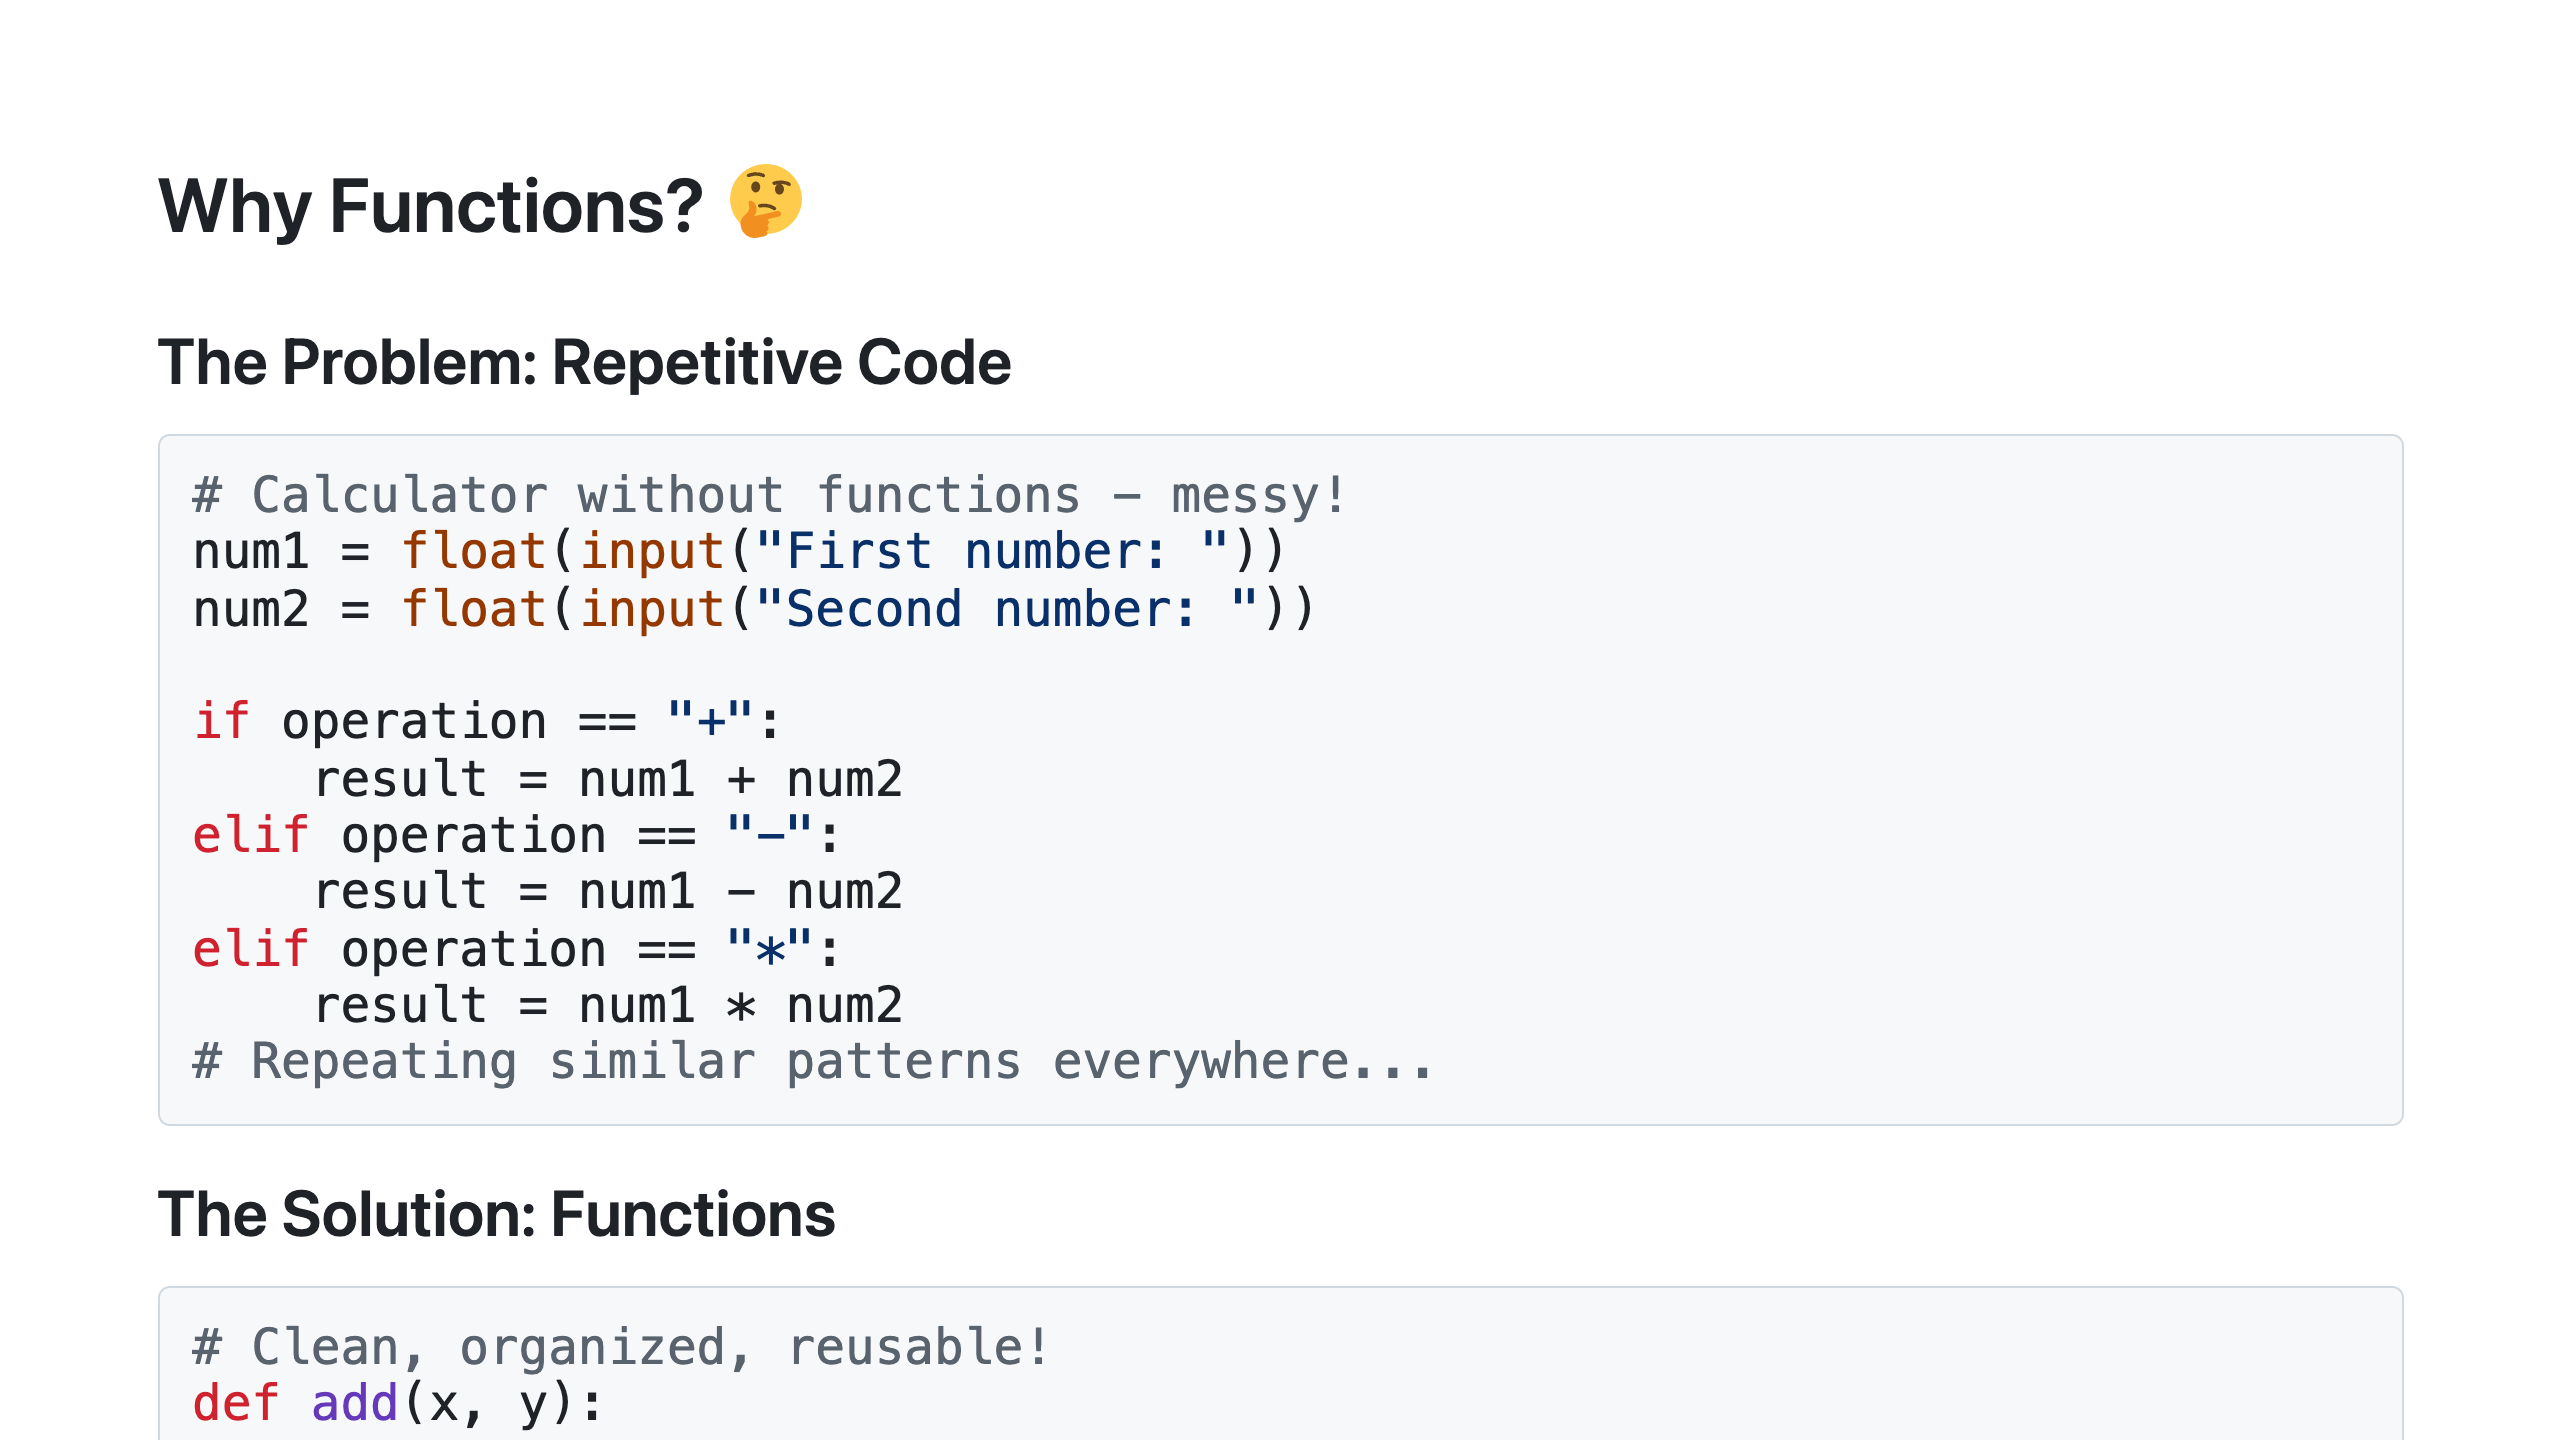 Why Functions? 🤔
The Problem: Repetitive Code
# Calculator without functions - messy!
num1 = float(input("First number: "))
num2 = float(input("Second number: "))
if operation == "+":
    result = num1 + num2
elif operation == "-":
    result = num1 - num2
elif operation == "*":
    result = num1 * num2
# Repeating similar patterns everywhere...
The Solution: Functions
# Clean, organized, reusable!
def add(x, y):